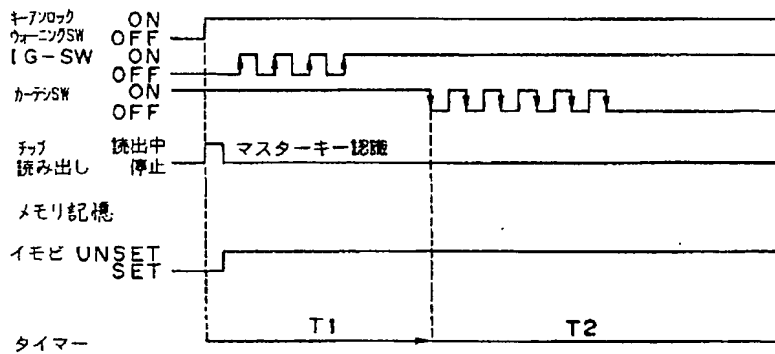 キーアンロック ON
ウォーニングSW OFF
IG-SW ON
OFF
カーテシSW ON
OFF
チップ 読出中 マスターキー認識
読み出し 停止
メモリ記憶
イモビ UNSET
SET
T1 T2
タイマー